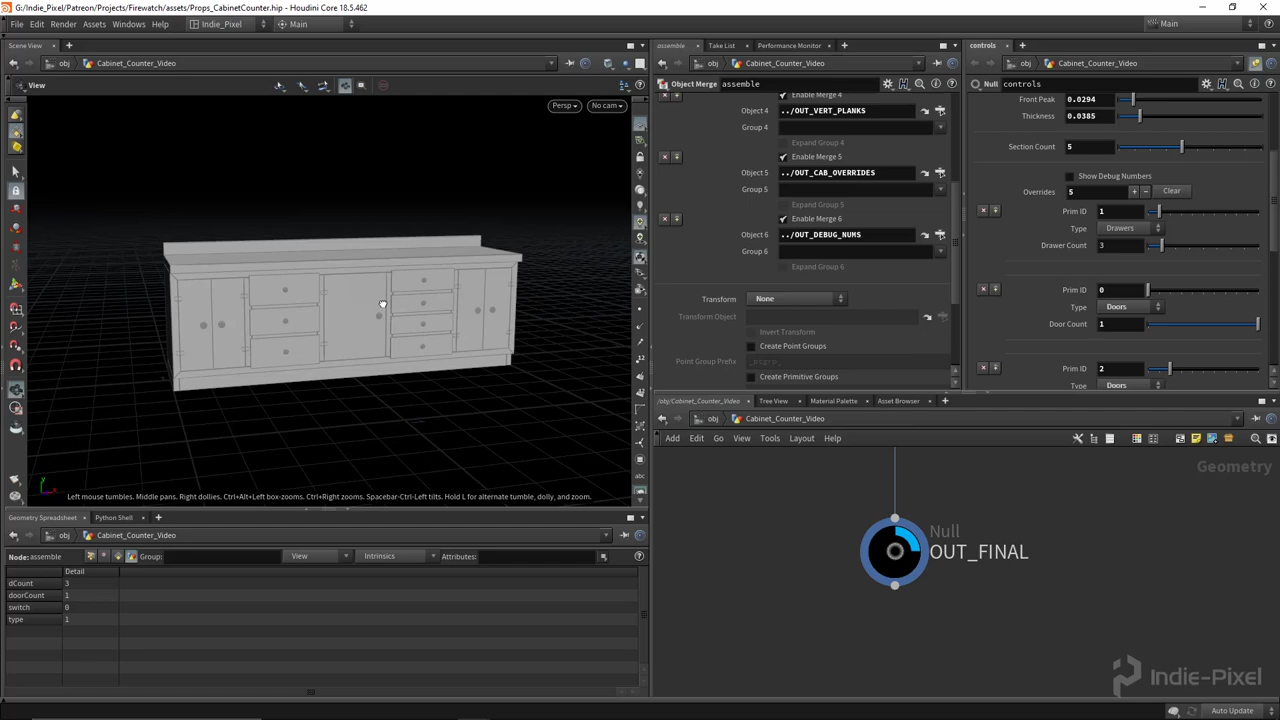 G:/Indie_Pixel/Patreon/Projects/Firewatch/assets/Props_CabinetCounter.hip - Houdini Core 18.5.462
File Edit Render Assets Windows Help Indie_Pixel Main Main
Scene View
obj Cabinet_Counter_Video
View
Persp No cam
Left mouse tumbles. Middle pans. Right dollies. Ctrl+Alt+Left box-zooms. Ctrl+Right zooms. Spacebar-Ctrl-Left tilts. Hold L for alternate tumble, dolly, and zoom.
Geometry Spreadsheet Python Shell
obj Cabinet_Counter_Video
Node: assemble Group: View Intrinsics Attributes:
Detail
dCount 3
doorCount 1
switch 0
type 1
assemble Take List Performance Monitor
obj Cabinet_Counter_Video
Object Merge assemble
Enable Merge 4
Object 4 ../OUT_VERT_PLANKS
Group 4
Expand Group 4
Enable Merge 5
Object 5 ../OUT_CAB_OVERRIDES
Group 5
Expand Group 5
Enable Merge 6
Object 6 ../OUT_DEBUG_NUMS
Group 6
Expand Group 6
Transform None
Transform Object
Invert Transform
Create Point Groups
Point Group Prefix
Create Primitive Groups
controls
obj Cabinet_Counter_Video
Null controls
Front Peak 0.0294
Thickness 0.0385
Section Count 5
Show Debug Numbers
Overrides 5 + − Clear
Prim ID 1
Type Drawers
Drawer Count 3
Prim ID 0
Type Doors
Door Count 1
Prim ID 2
Type Doors
/obj/Cabinet_Counter_Video Tree View Material Palette Asset Browser
obj Cabinet_Counter_Video
Add Edit Go View Tools Layout Help
Geometry
Null
OUT_FINAL
Indie-Pixel
Auto Update